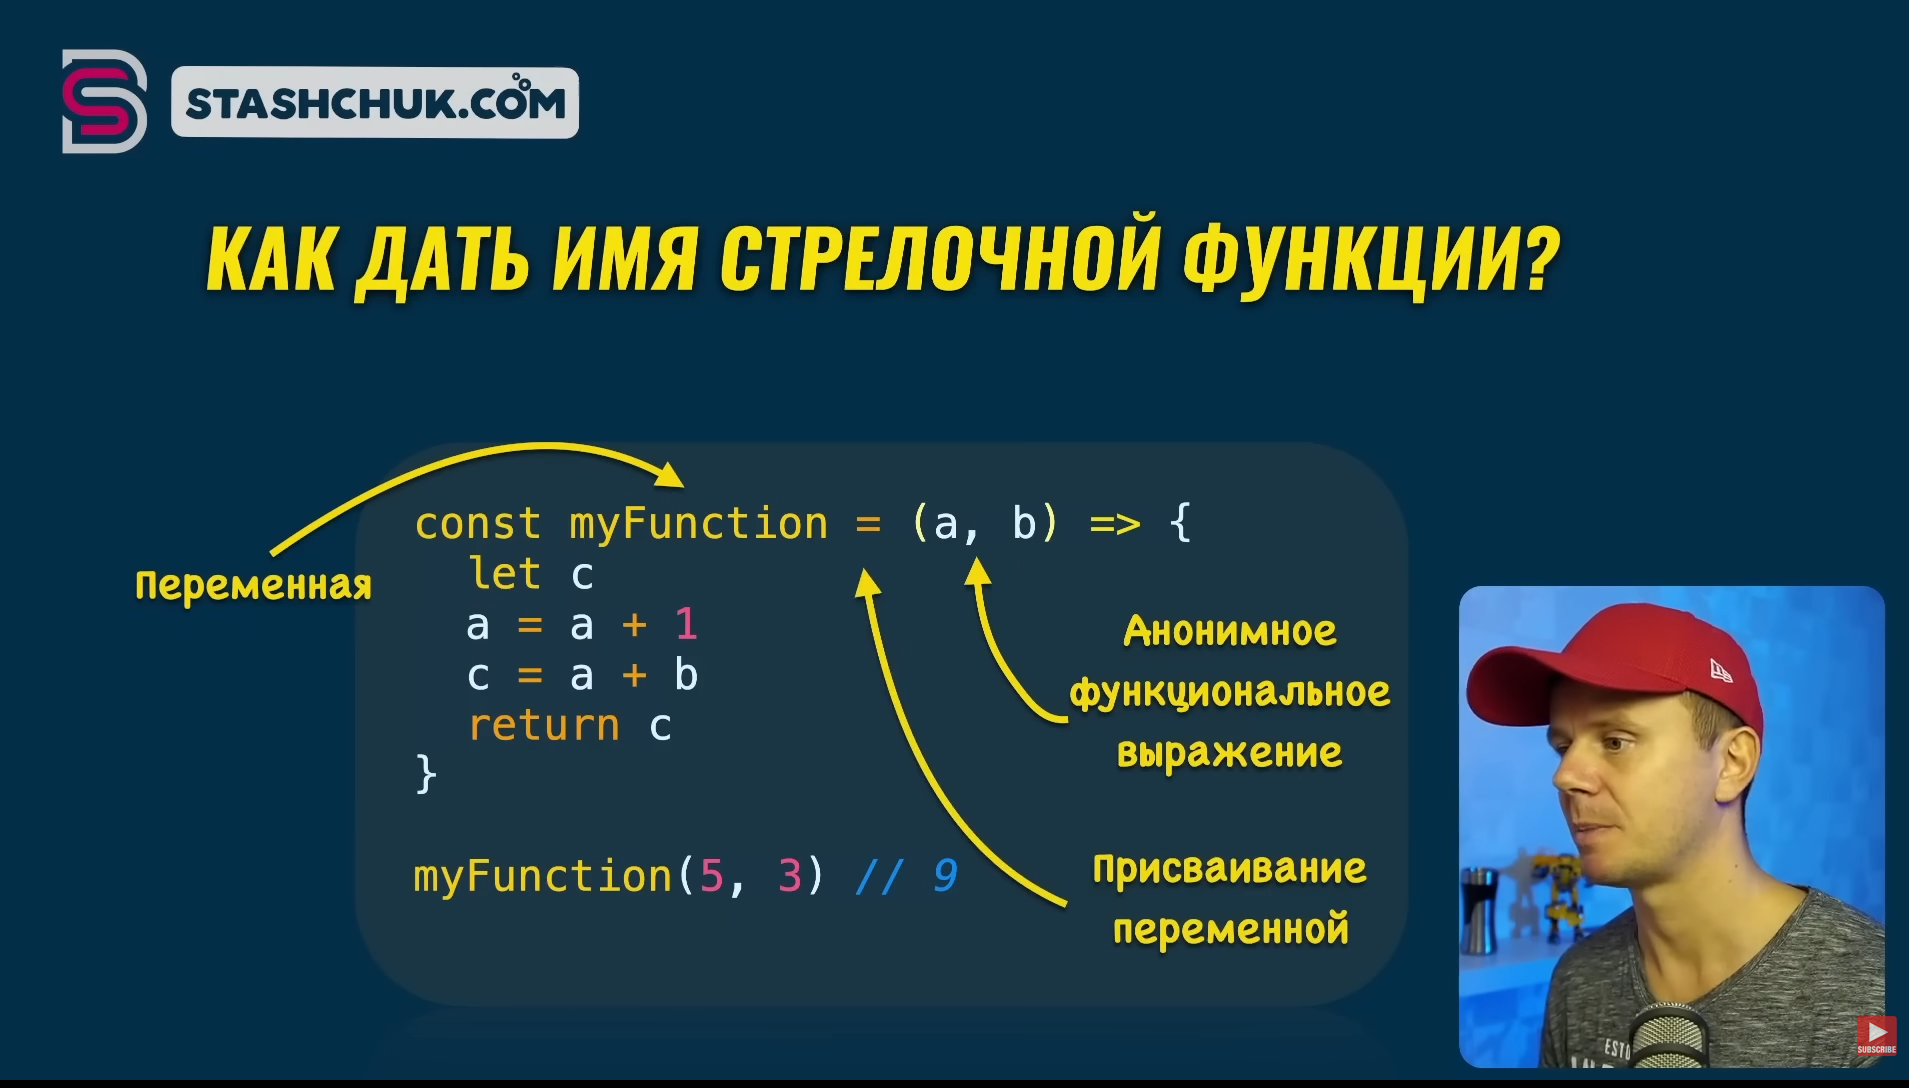 STASHCHUK.COM
КАК ДАТЬ ИМЯ СТРЕЛОЧНОЙ ФУНКЦИИ?
const myFunction = (a, b) => {
let c
Переменная
a = a + 1
c = a + b
return c
}
Анонимное
функциональное
выражение
myFunction(5, 3) // 9
Присваивание
переменной
SUBSCRIBE